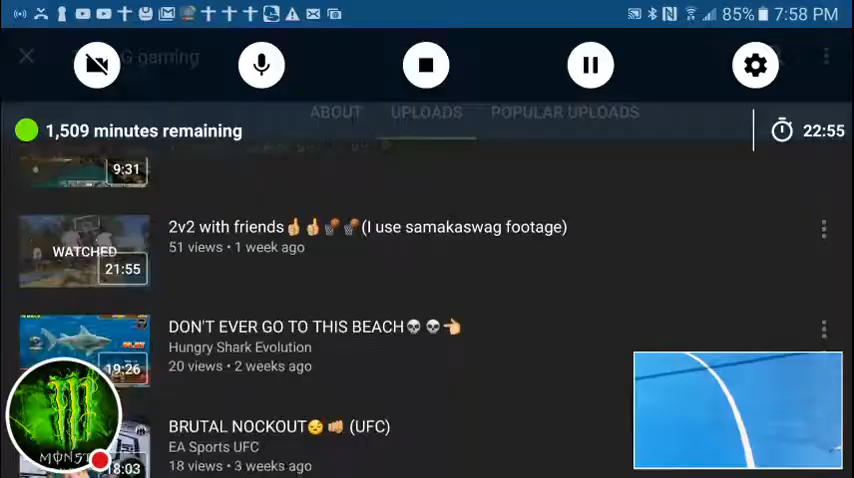 85% 7:58 PM
G gaming
ABOUT UPLOADS POPULAR UPLOADS
1,509 minutes remaining
22:55
9:31
2v2 with friends👍👍🏀🏀(I use samakaswag footage)
51 views • 1 week ago
WATCHED
21:55
DON'T EVER GO TO THIS BEACH💀💀👈
Hungry Shark Evolution
20 views • 2 weeks ago
19:26
BRUTAL NOCKOUT😔👊 (UFC)
EA Sports UFC
18 views • 3 weeks ago
18:03